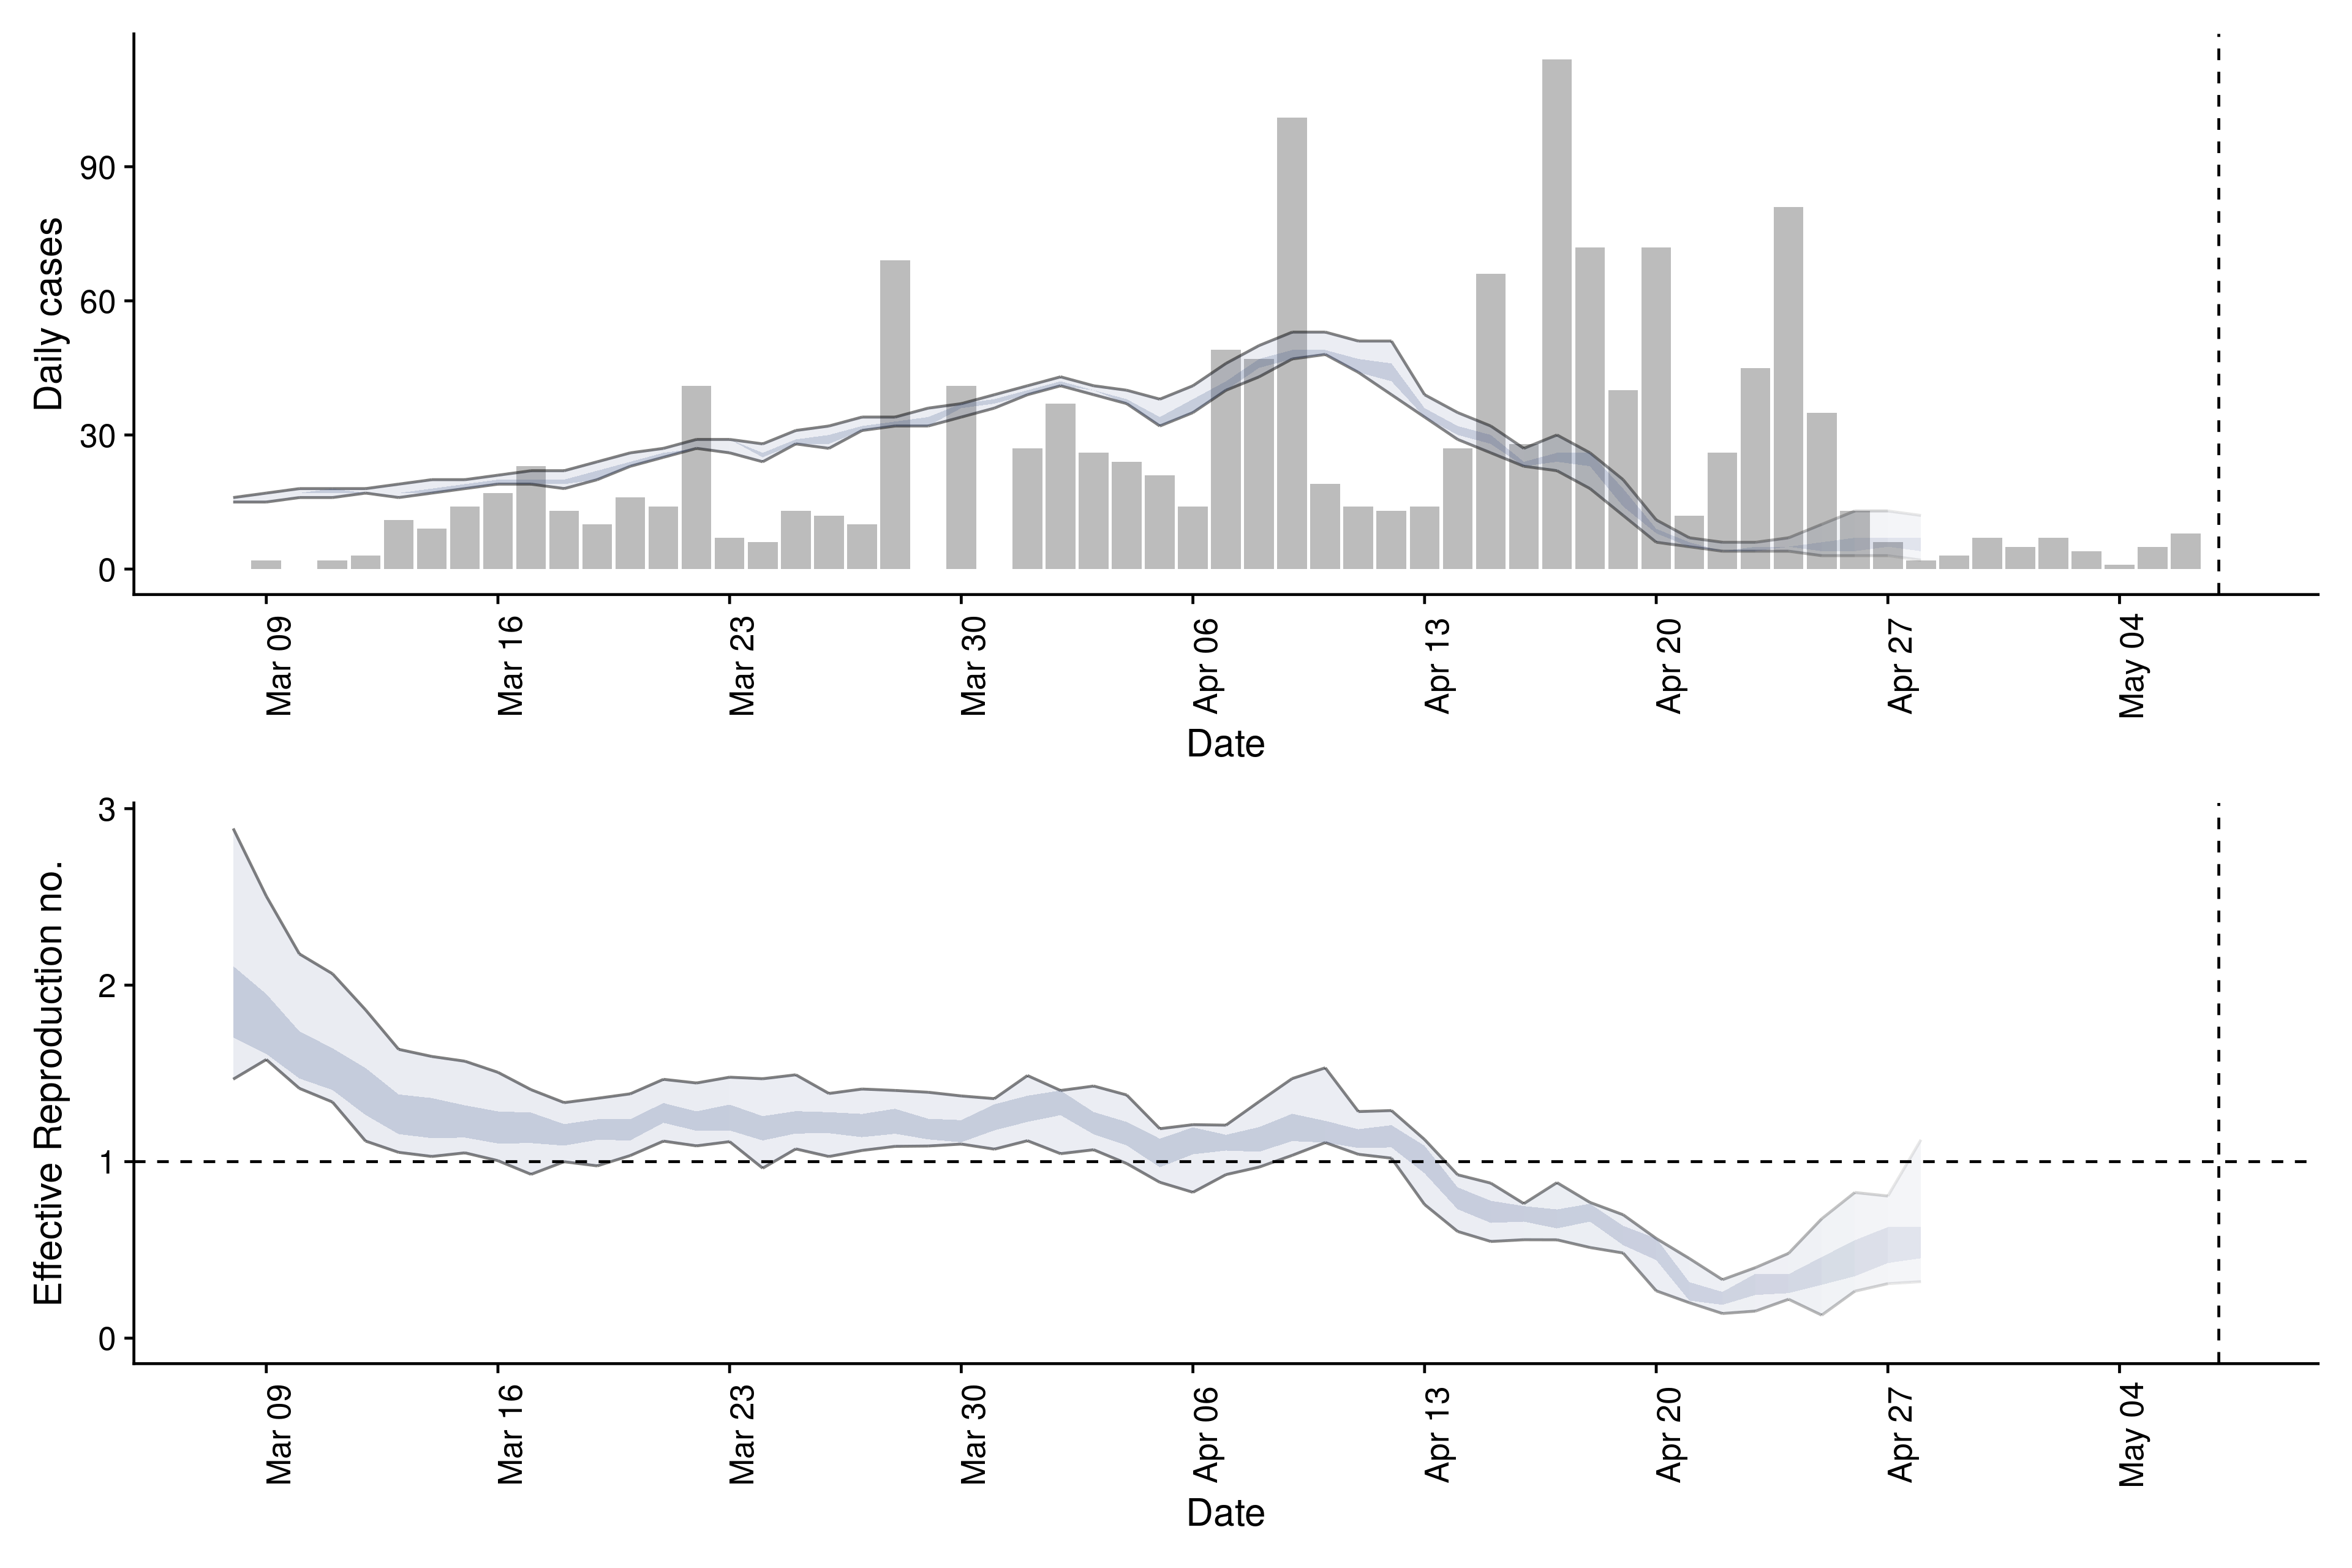 Daily cases
90
60
30
0
Mar 09
Mar 16
Mar 23
Mar 30
Apr 06
Apr 13
Apr 20
Apr 27
May 04
Date
Effective Reproduction no.
3
2
1
0
Mar 09
Mar 16
Mar 23
Mar 30
Apr 06
Apr 13
Apr 20
Apr 27
May 04
Date